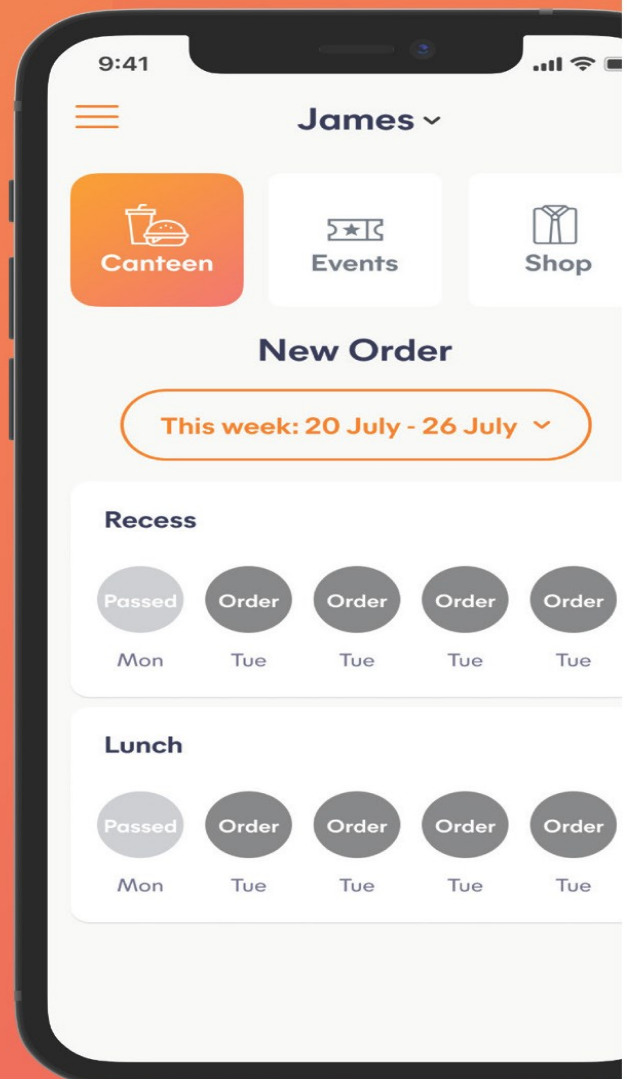 9:41
James
Canteen
Events
Shop
New Order
This week: 20 July - 26 July
Recess
Passed Order Order Order Order
Mon Tue Tue Tue Tue
Lunch
Passed Order Order Order Order
Mon Tue Tue Tue Tue